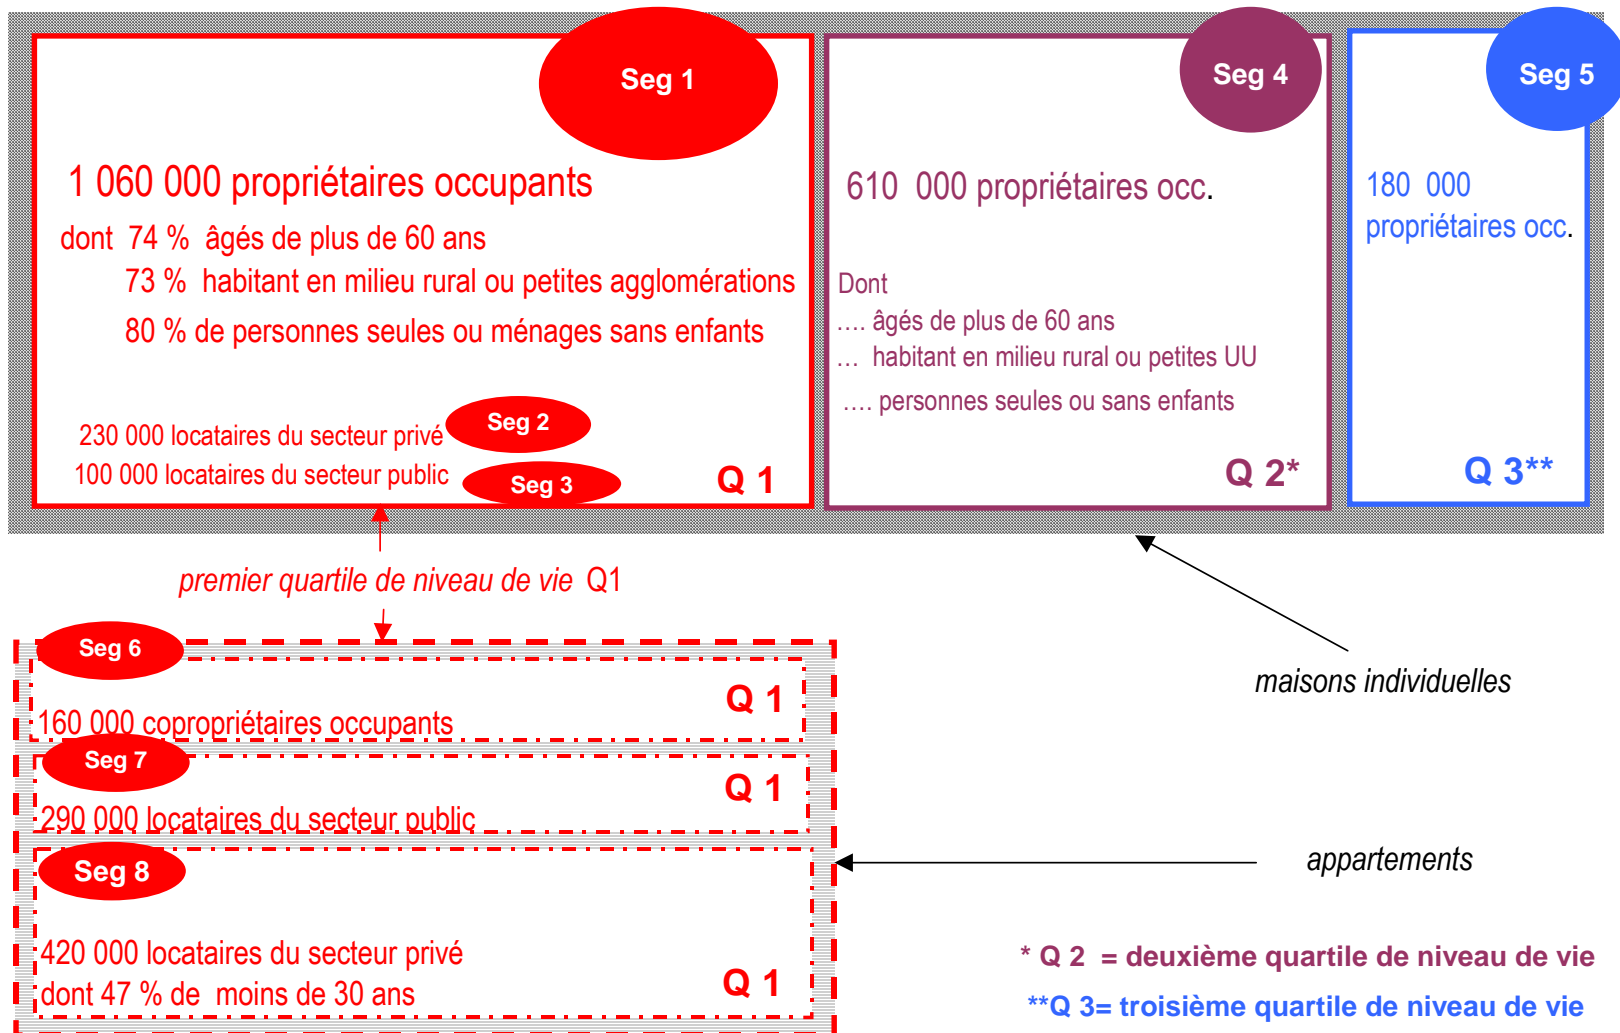 Seg 1
1 060 000 propriétaires occupants
dont 74 % âgés de plus de 60 ans
73 % habitant en milieu rural ou petites agglomérations
80 % de personnes seules ou ménages sans enfants
230 000 locataires du secteur privé
Seg 2
100 000 locataires du secteur public
Seg 3
Q 1
Seg 4
610 000 propriétaires occ.
Dont
.... âgés de plus de 60 ans
... habitant en milieu rural ou petites UU
.... personnes seules ou sans enfants
Q 2*
Seg 5
180 000
propriétaires occ.
Q 3**
premier quartile de niveau de vie Q1
maisons individuelles
Seg 6
Q 1
160 000 copropriétaires occupants
Seg 7
Q 1
290 000 locataires du secteur public
Seg 8
420 000 locataires du secteur privé
dont 47 % de moins de 30 ans
Q 1
appartements
* Q 2 = deuxième quartile de niveau de vie
**Q 3= troisième quartile de niveau de vie